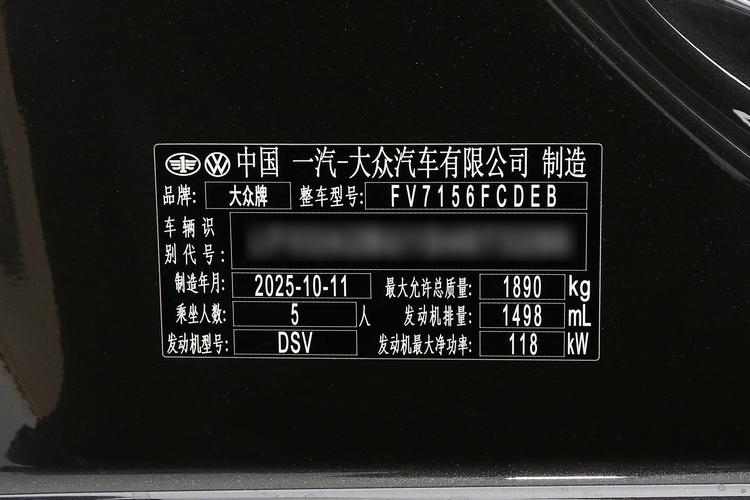 中国 一汽-大众汽车有限公司 制造
品牌: 大众牌 整车型号: FV7156FCDEB
车辆识
别代号:
制造年月: 2025-10-11 最大允许总质量: 1890 kg
乘坐人数: 5 人 发动机排量: 1498 mL
发动机型号: DSV 发动机最大净功率: 118 kW